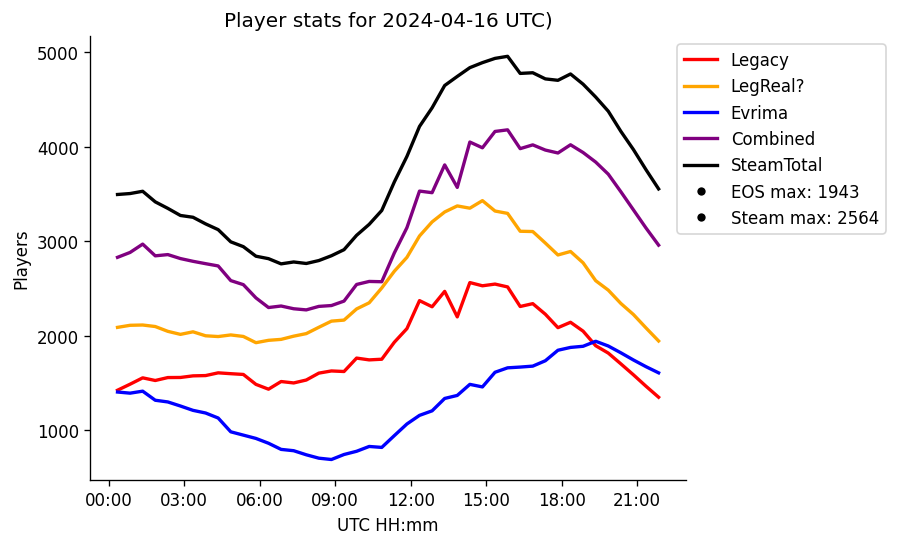 Player stats for 2024-04-16 UTC)
5000
4000
3000
2000
1000
Players
00:00 03:00 06:00 09:00 12:00 15:00 18:00 21:00
UTC HH:mm
Legacy
LegReal?
Evrima
Combined
SteamTotal
EOS max: 1943
Steam max: 2564